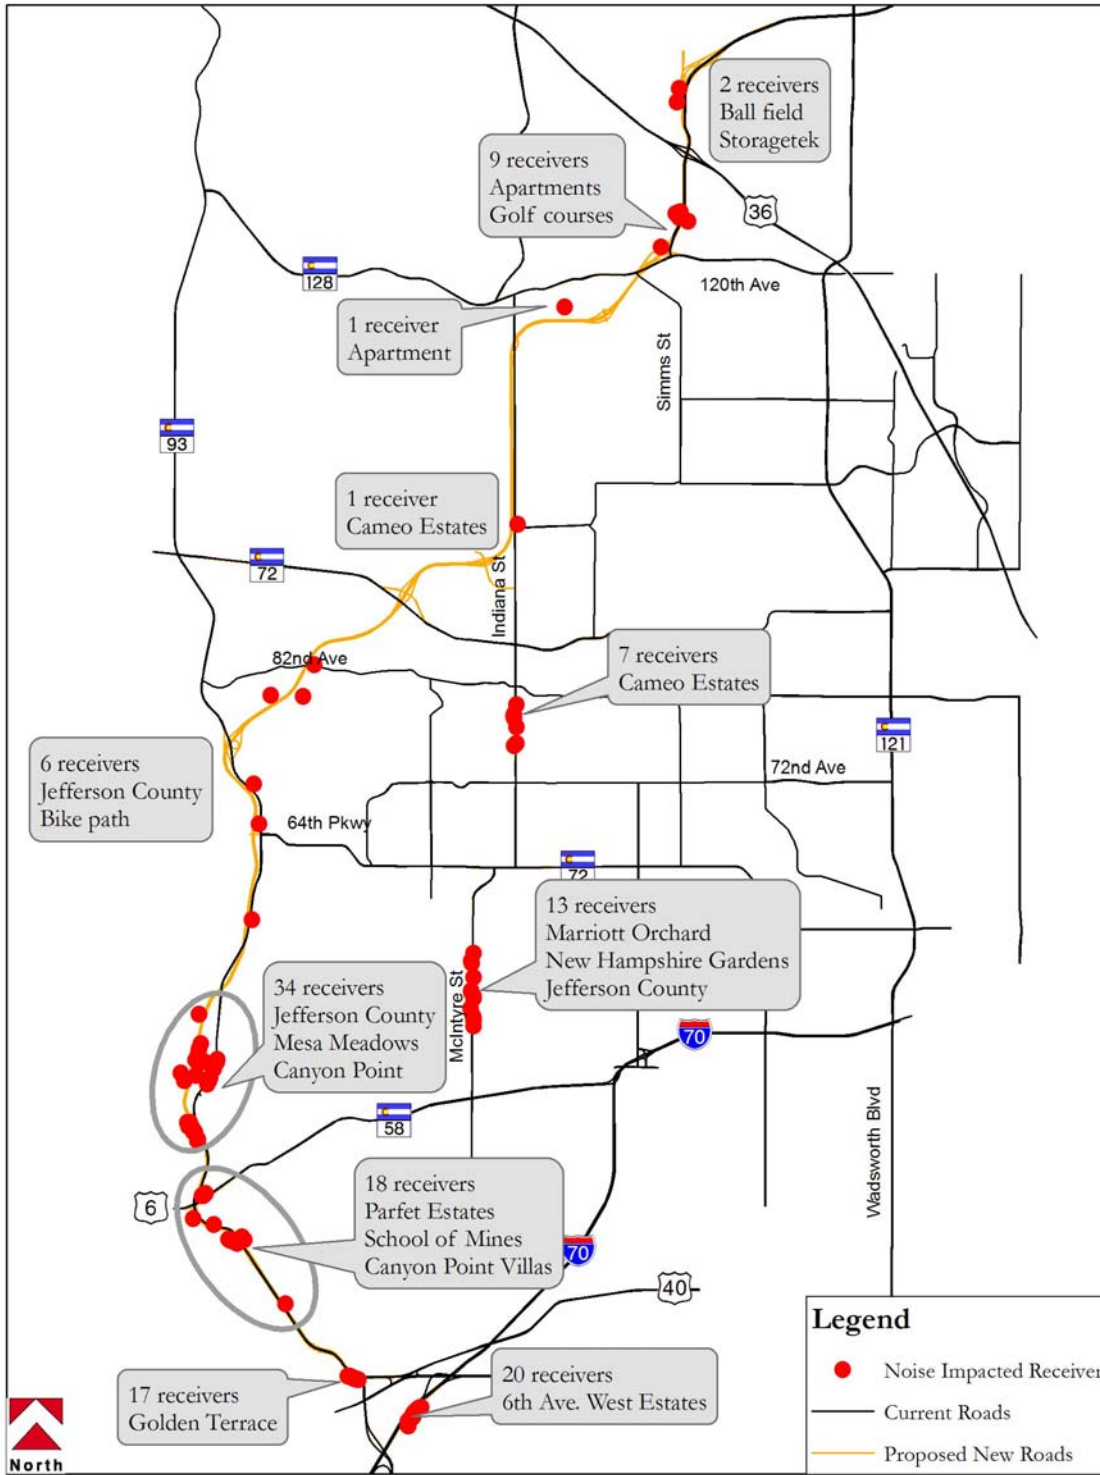 2 receivers
Ball field
Storagetek
9 receivers
Apartments
Golf courses
36
128
120th Ave
1 receiver
Apartment
Simms St
93
1 receiver
Cameo Estates
72
Indiana St
82nd Ave
7 receivers
Cameo Estates
121
6 receivers
Jefferson County
Bike path
72nd Ave
64th Pkwy
72
13 receivers
Marriott Orchard
New Hampshire Gardens
Jefferson County
34 receivers
Jefferson County
Mesa Meadows
Canyon Point
McIntyre St
70
58
Wadsworth Blvd
18 receivers
Parfet Estates
School of Mines
Canyon Point Villas
6
70
40
Legend
Noise Impacted Receiver
Current Roads
Proposed New Roads
20 receivers
6th Ave. West Estates
17 receivers
Golden Terrace
North